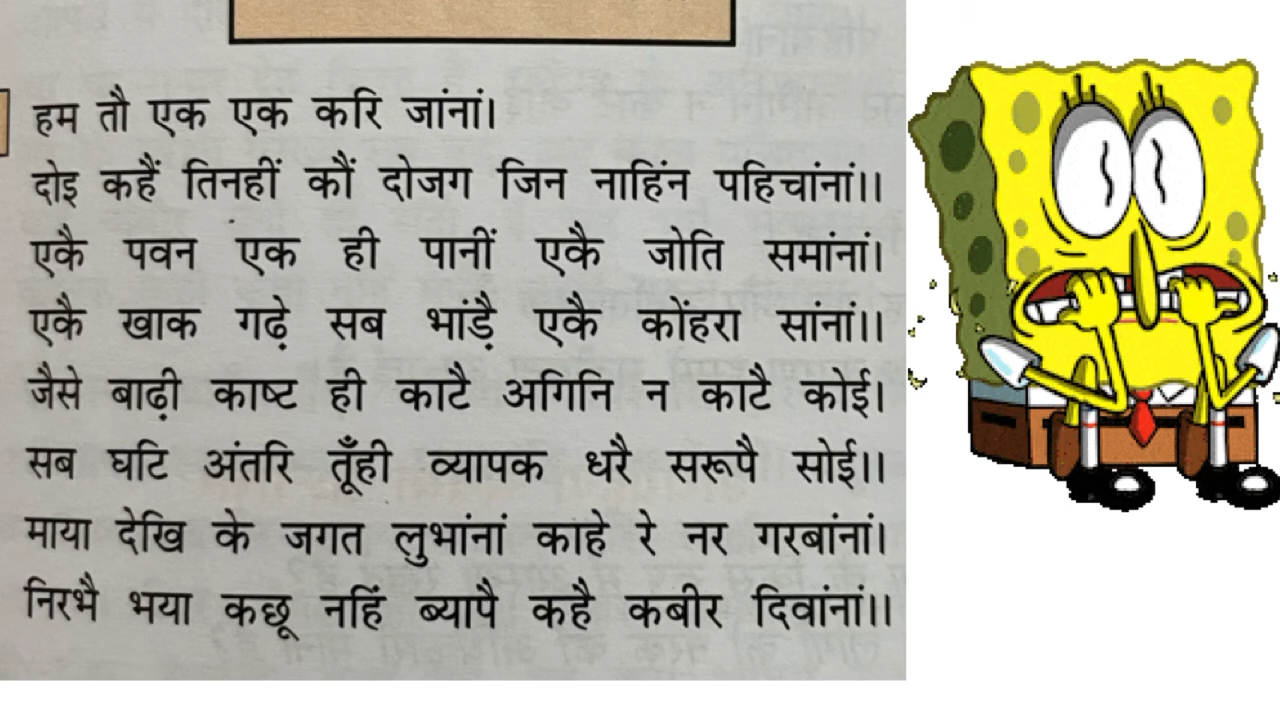 हम तौ एक एक करि जांनां।
दोइ कहैं तिनहीं कौं दोजग जिन नाहिंन पहिचांनां।।
एकै पवन एक ही पानीं एकै जोति समांनां।
एकै खाक गढ़े सब भांड़ै एकै कोंहरा सांनां।।
जैसे बाढ़ी काष्ट ही काटै अगिनि न काटै कोई।
सब घटि अंतरि तूँही व्यापक धरै सरूपै सोई।।
माया देखि के जगत लुभांनां काहे रे नर गरबांनां।
निरभै भया कछू नहिं ब्यापै कहै कबीर दिवांनां।।